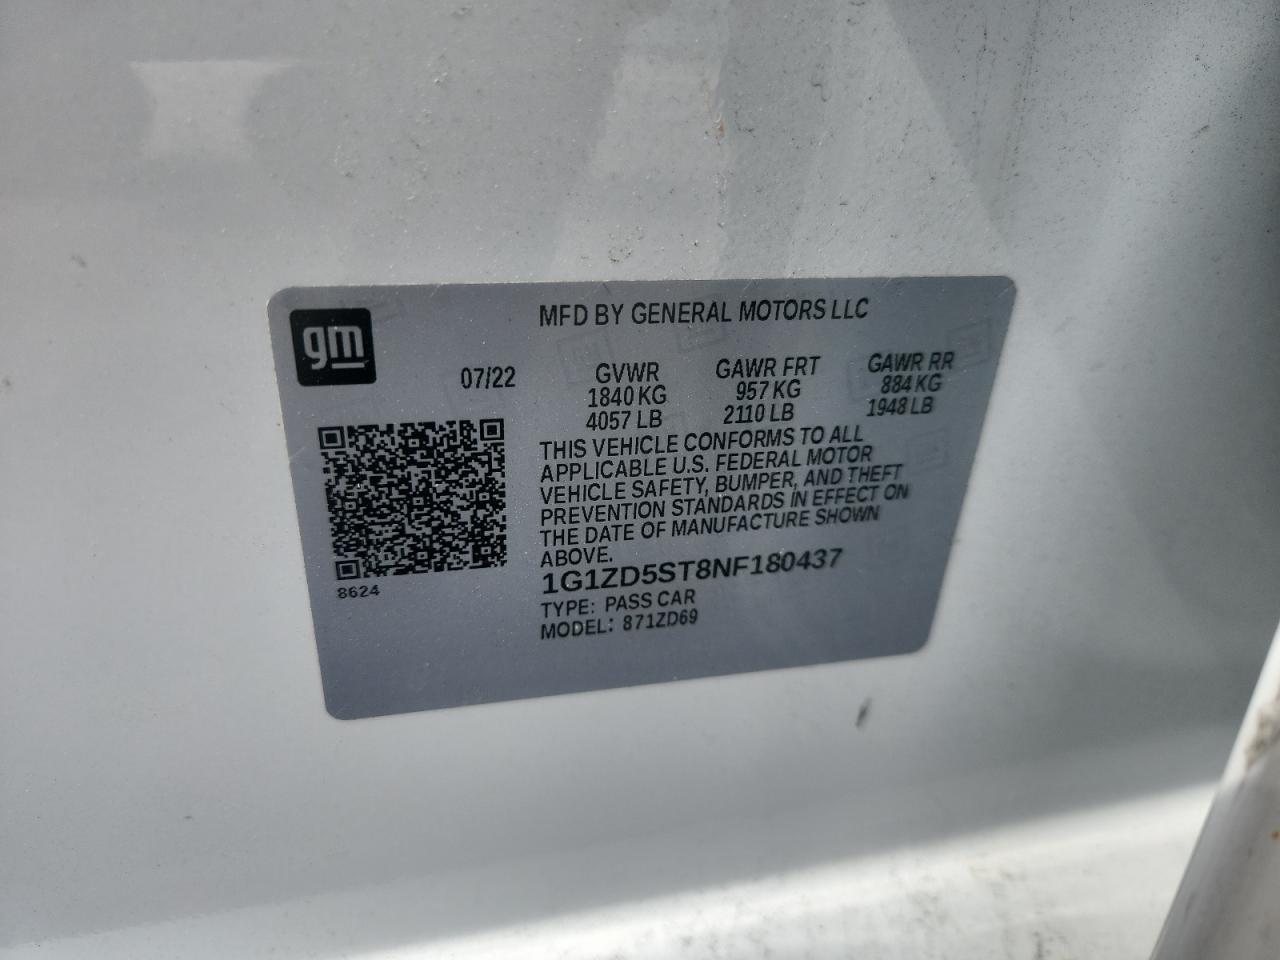 gm
MFD BY GENERAL MOTORS LLC
07/22
GVWR GAWR FRT GAWR RR
1840 KG 957 KG 884 KG
4057 LB 2110 LB 1948 LB
THIS VEHICLE CONFORMS TO ALL
APPLICABLE U.S. FEDERAL MOTOR
VEHICLE SAFETY, BUMPER, AND THEFT
PREVENTION STANDARDS IN EFFECT ON
THE DATE OF MANUFACTURE SHOWN
ABOVE.
1G1ZD5ST8NF180437
8624
TYPE: PASS CAR
MODEL: 871ZD69